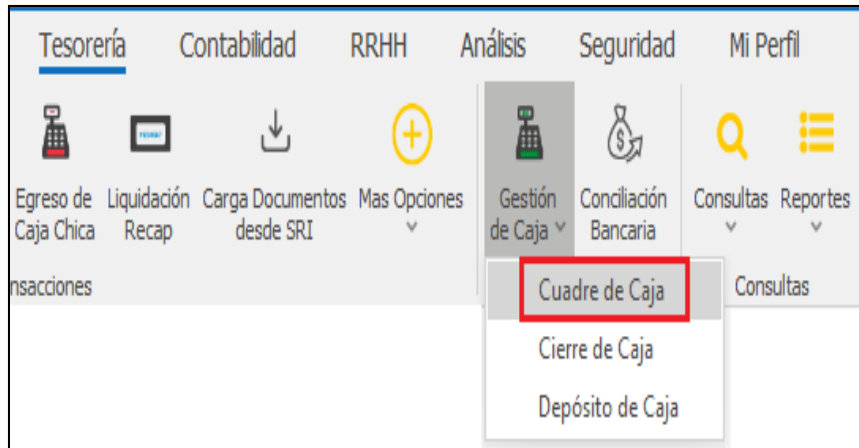 Tesorería Contabilidad RRHH Análisis Seguridad Mi Perfil
Egreso de Caja Chica
Liquidación Recap
Carga Documentos desde SRI
Mas Opciones
Gestión de Caja
Conciliación Bancaria
Consultas
Reportes
nsacciones
Consultas
Cuadre de Caja
Cierre de Caja
Depósito de Caja